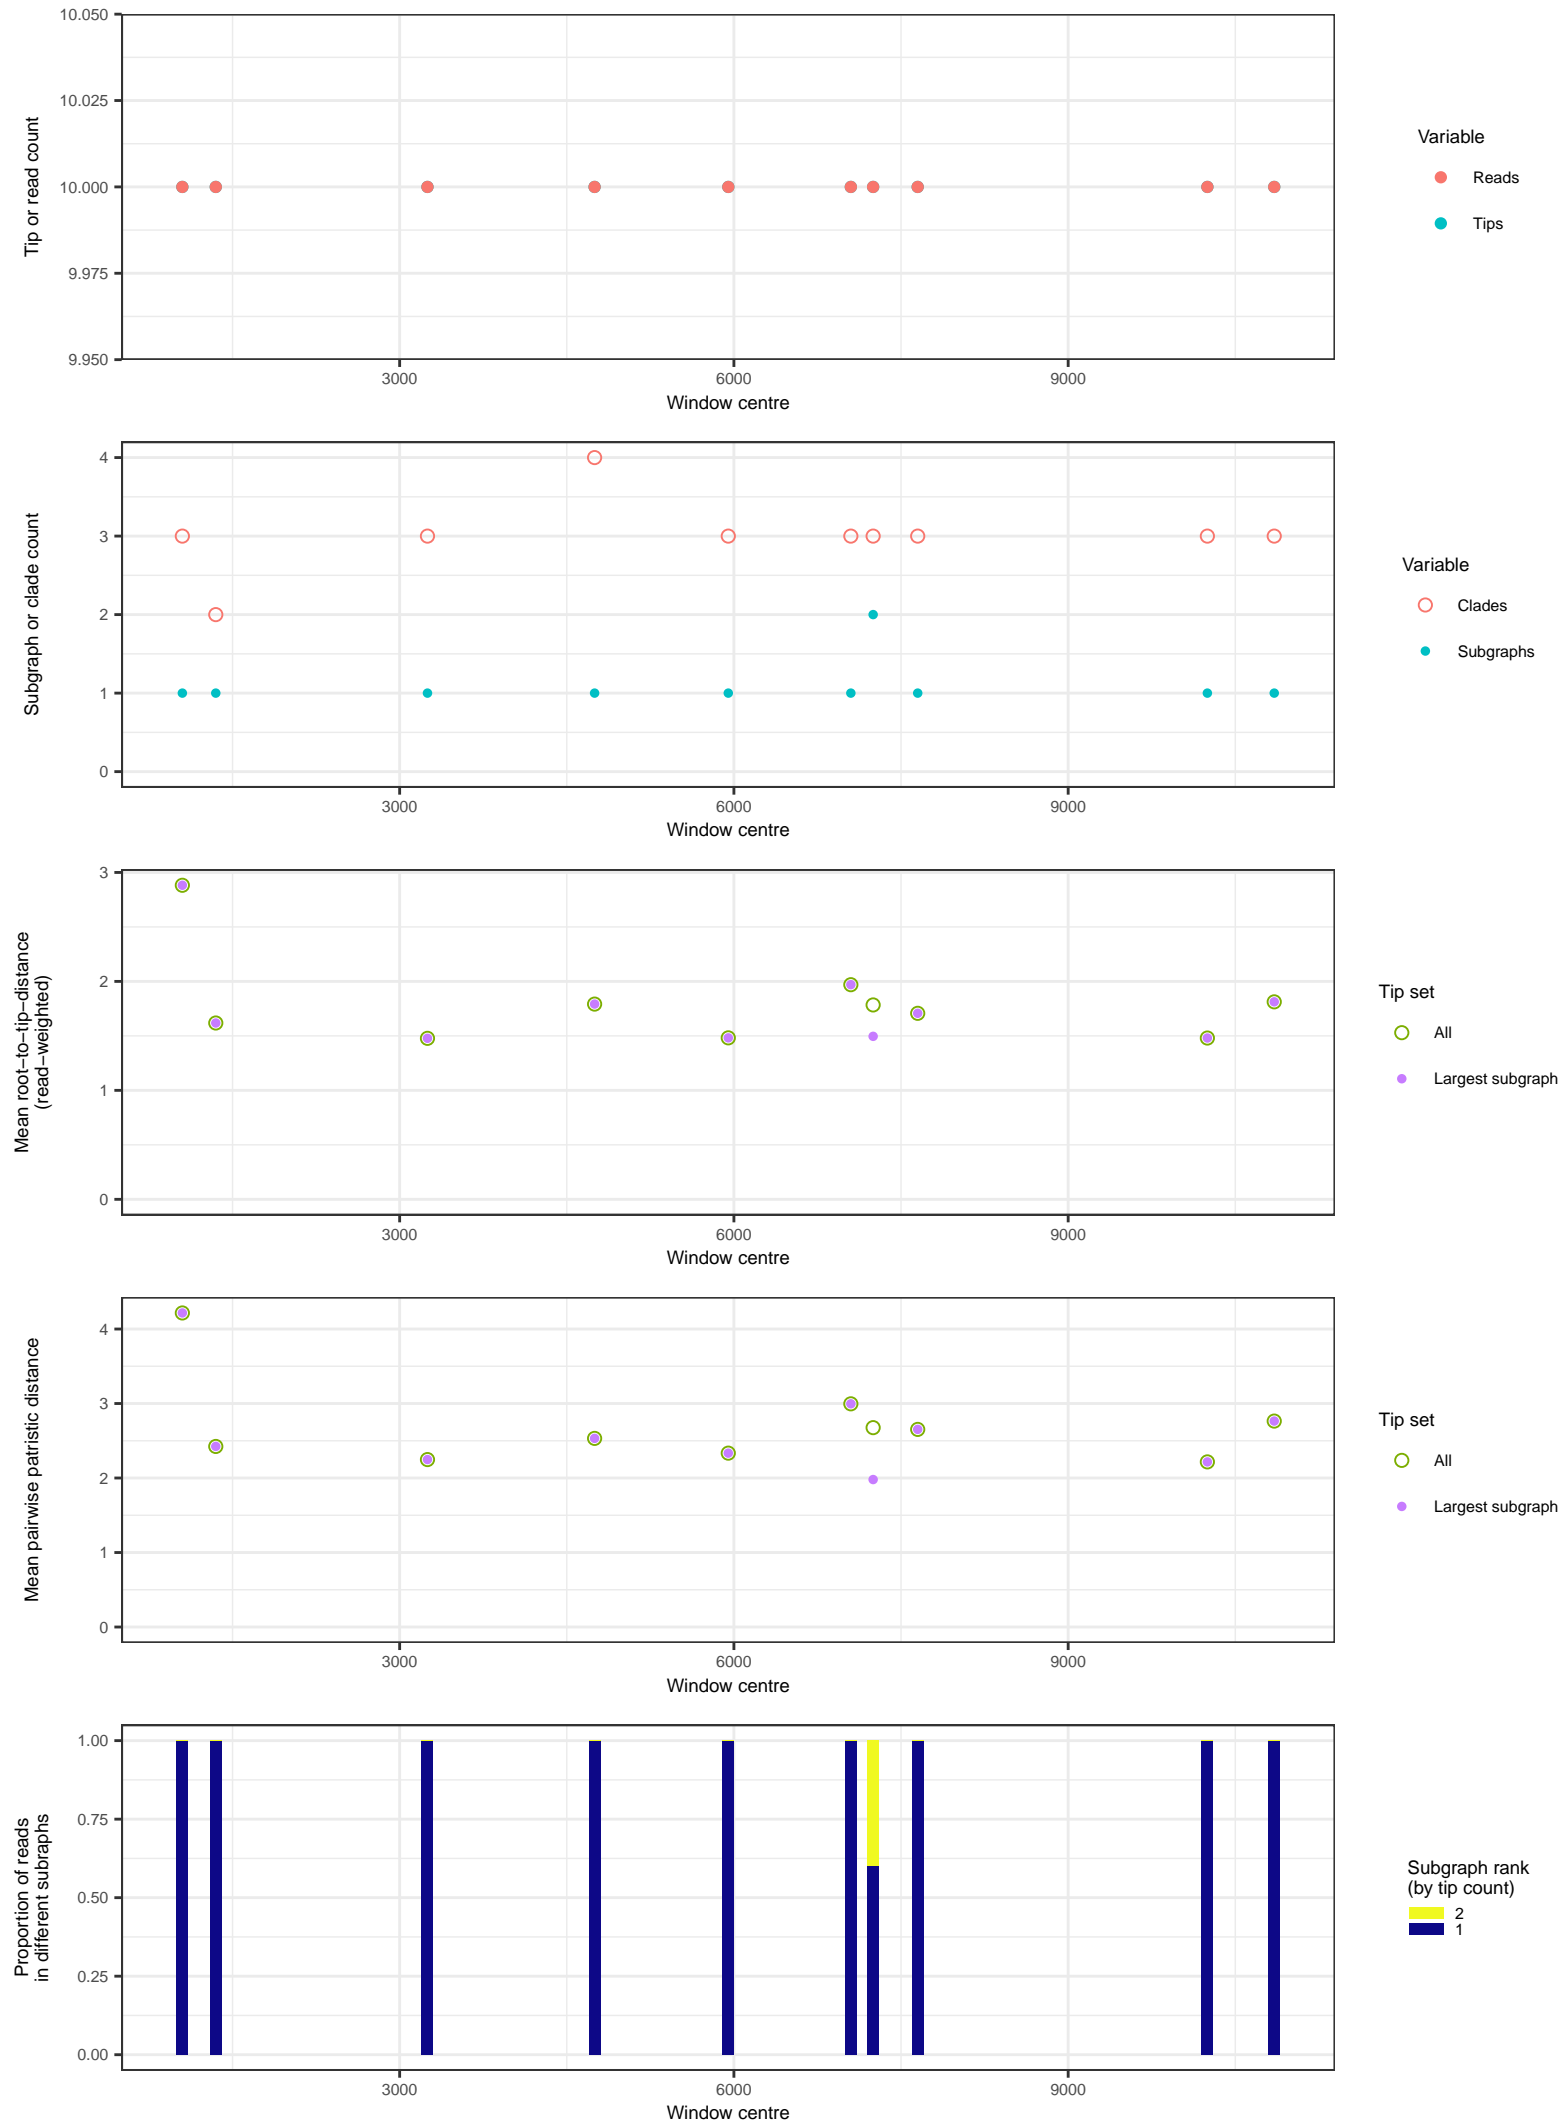 10.050
10.025
10.000
9.975
9.950
Tip or read count
3000
6000
9000
Window centre
Variable
Reads
Tips
4
3
2
1
0
Subgraph or clade count
3000
6000
9000
Window centre
Variable
Clades
Subgraphs
3
2
1
0
Mean root−to−tip−distance
(read−weighted)
3000
6000
9000
Window centre
Tip set
All
Largest subgraph
4
3
2
1
0
Mean pairwise patristic distance
3000
6000
9000
Window centre
Tip set
All
Largest subgraph
1.00
0.75
0.50
0.25
0.00
Proportion of reads
in different subraphs
3000
6000
9000
Window centre
Subgraph rank
(by tip count)
2
1